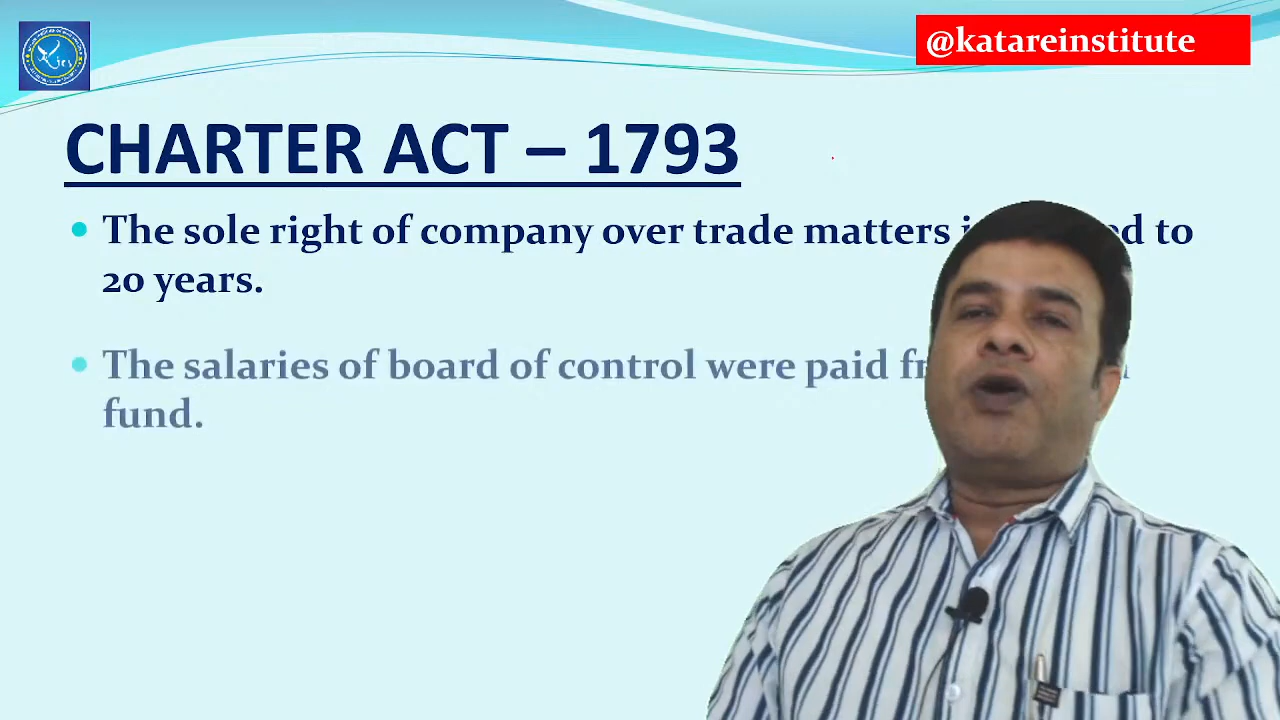 @katareinstitute
CHARTER ACT – 1793
The sole right of company over trade matters to
20 years.
The salaries of board of control were paid
fund.